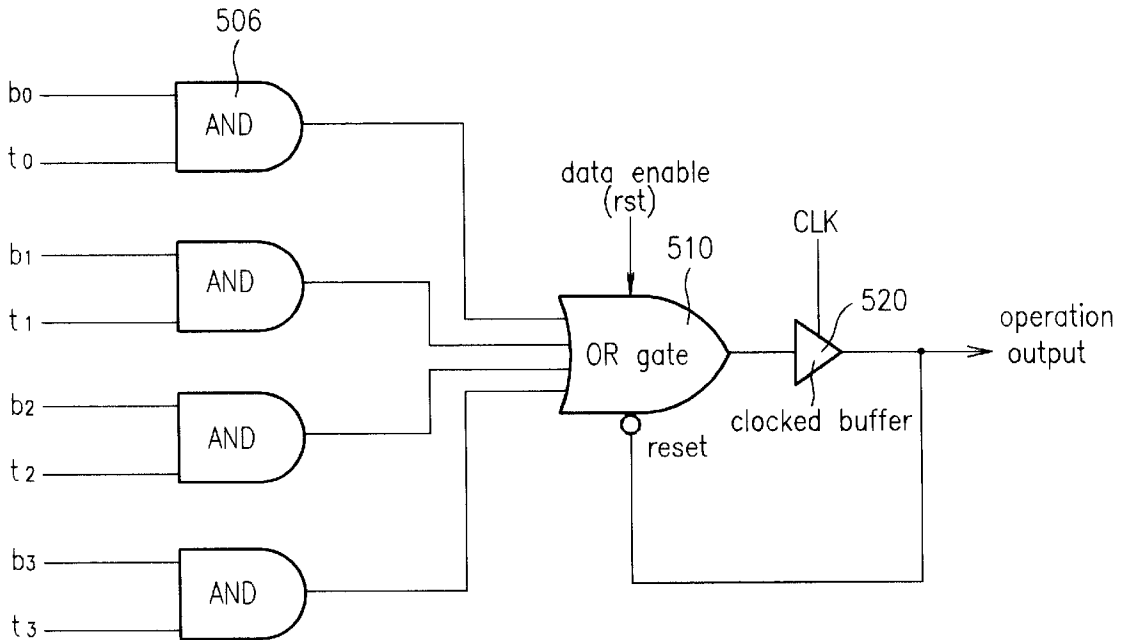 506
b0
AND
t0
data enable
(rst)
b1
AND
t1
510
CLK
520
operation
output
OR gate
b2
AND
t2
clocked buffer
reset
b3
AND
t3